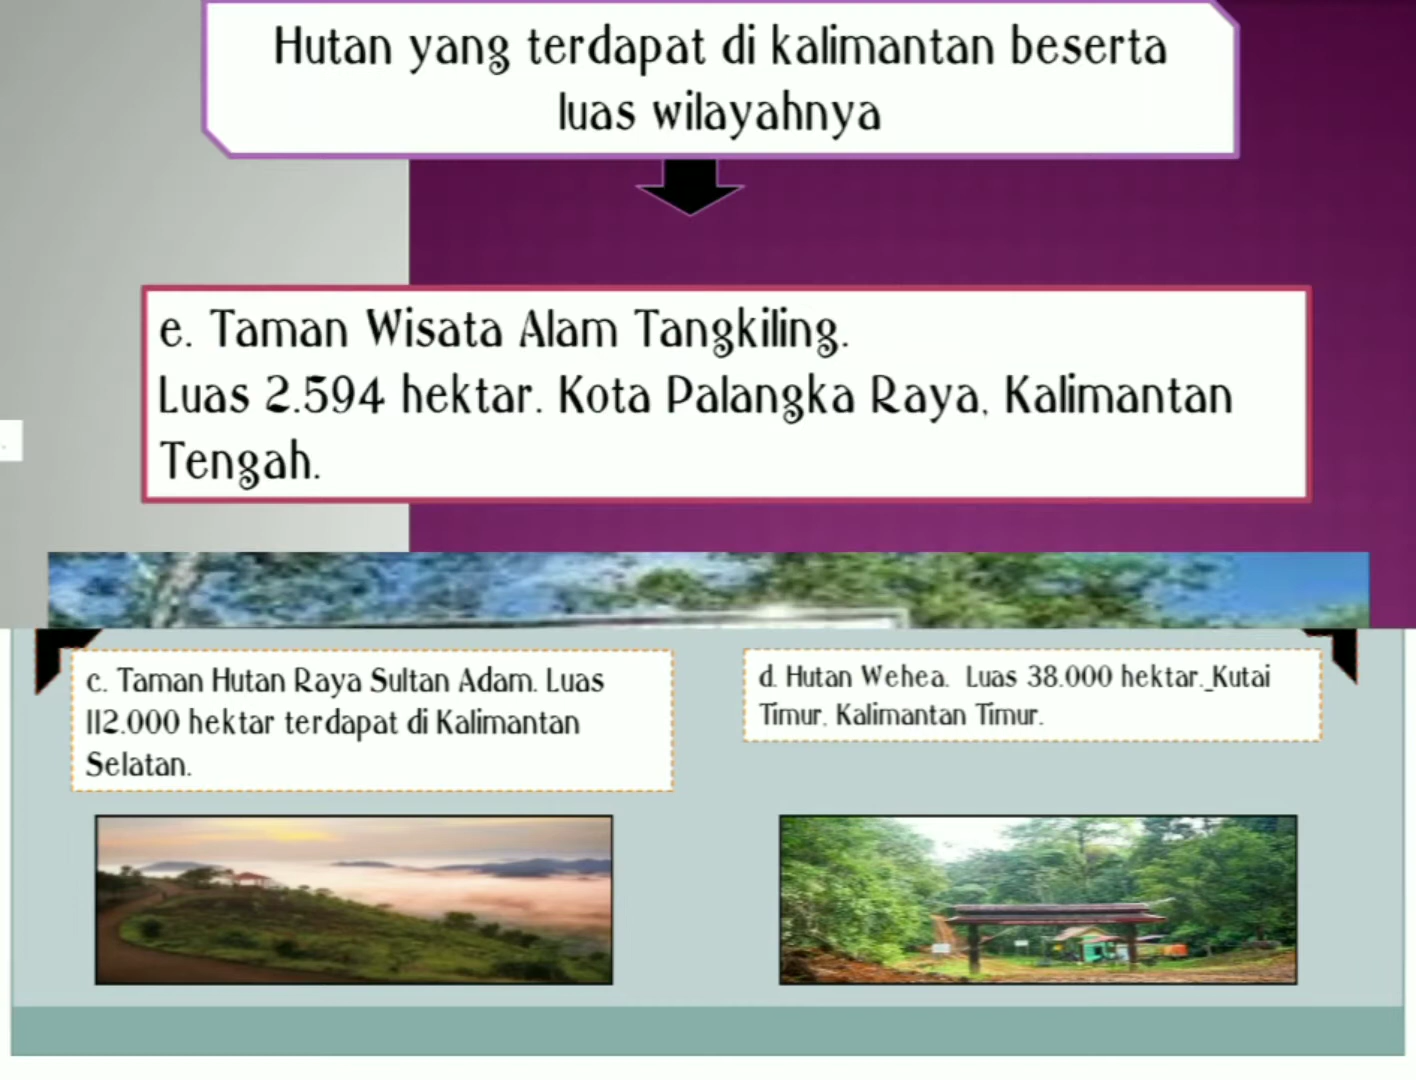 Hutan yang terdapat di kalimantan beserta
luas wilayahnya
e. Taman Wisata Alam Tangkiling.
Luas 2.594 hektar. Kota Palangka Raya, Kalimantan
Tengah.
c. Taman Hutan Raya Sultan Adam. Luas
112.000 hektar terdapat di Kalimantan
Selatan.
d. Hutan Wehea. Luas 38.000 hektar._Kutai
Timur, Kalimantan Timur.